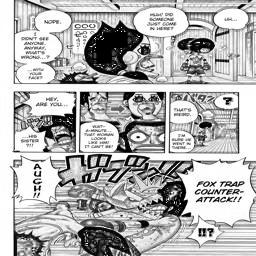 UH...
HUH? DID
SOMEONE
JUST COME
IN HERE?
NOPE.
I DIDN'T
SEE ANYONE.
ANYWAY,
WHAT'S
WRONG...?
...WITH
YOUR FACE?
?
THAT'S
WEIRD.
I'M SURE HE
WENT IN
THERE...
WAIT-
A-MINUTE...
THAT WOMAN
LOOKS
LIKE HIM!
IT CAN'T BE!
HEY,
ARE YOU...
...HIS
SISTER
?!!
FOX TRAP
COUNTER-
ATTACK!!
!!?
AUGH!!